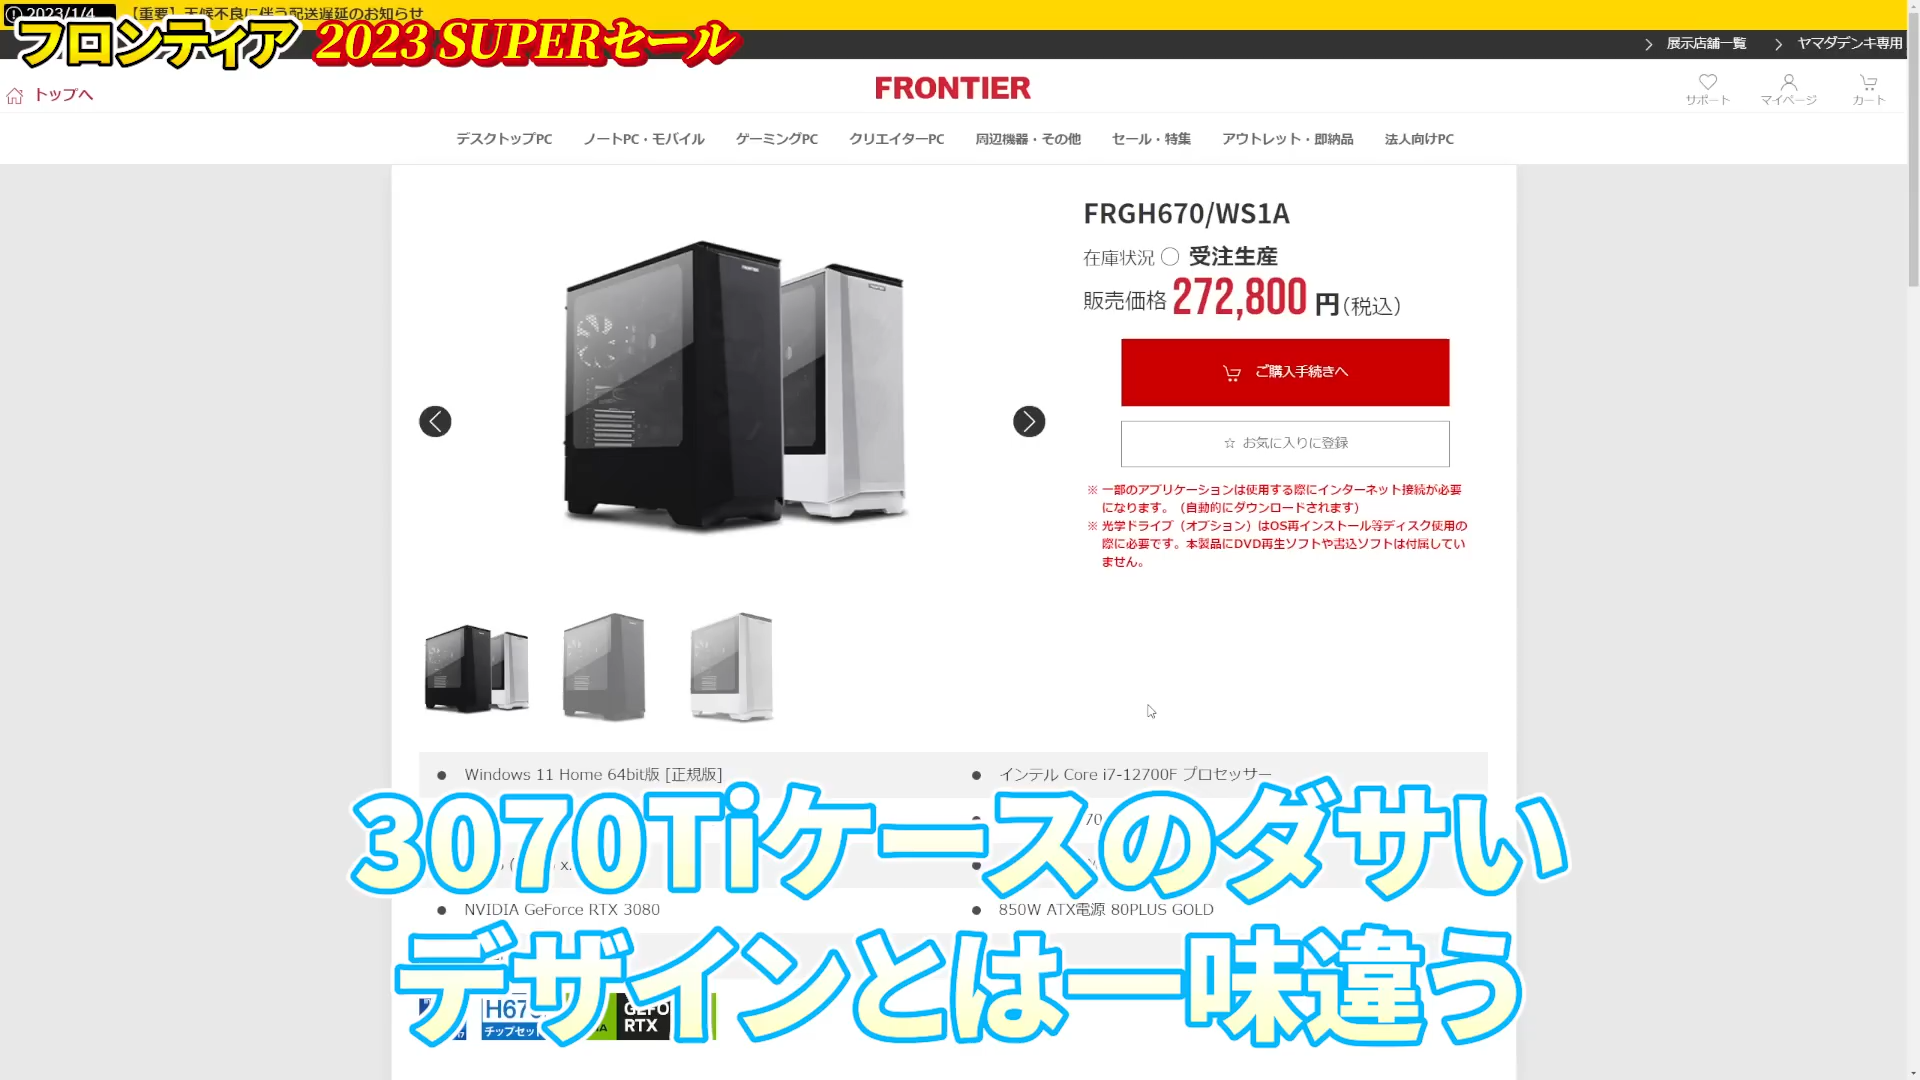 2023/1/4 【重要】天候不良に伴う配送遅延のお知らせ
フロンティア 2023 SUPERセール
展示店舗一覧 ヤマダデンキ専用
トップへ
FRONTIER
サポート マイページ カート
デスクトップPC ノートPC・モバイル ゲーミングPC クリエイターPC 周辺機器・その他 セール・特集 アウトレット・即納品 法人向けPC
FRGH670/WS1A
在庫状況 〇 受注生産
販売価格 272,800 円(税込)
ご購入手続きへ
☆ お気に入りに登録
※ 一部のアプリケーションは使用する際にインターネット接続が必要
になります。（自動的にダウンロードされます）
※ 光学ドライブ（オプション）はOS再インストール等ディスク使用の
際に必要です。本製品にDVD再生ソフトや書込ソフトは付属してい
ません。
Windows 11 Home 64bit版 [正規版]
インテル Core i7-12700F プロセッサー
3070Tiケースのダサい
NVIDIA GeForce RTX 3080
850W ATX電源 80PLUS GOLD
デザインとは一味違う
RTX